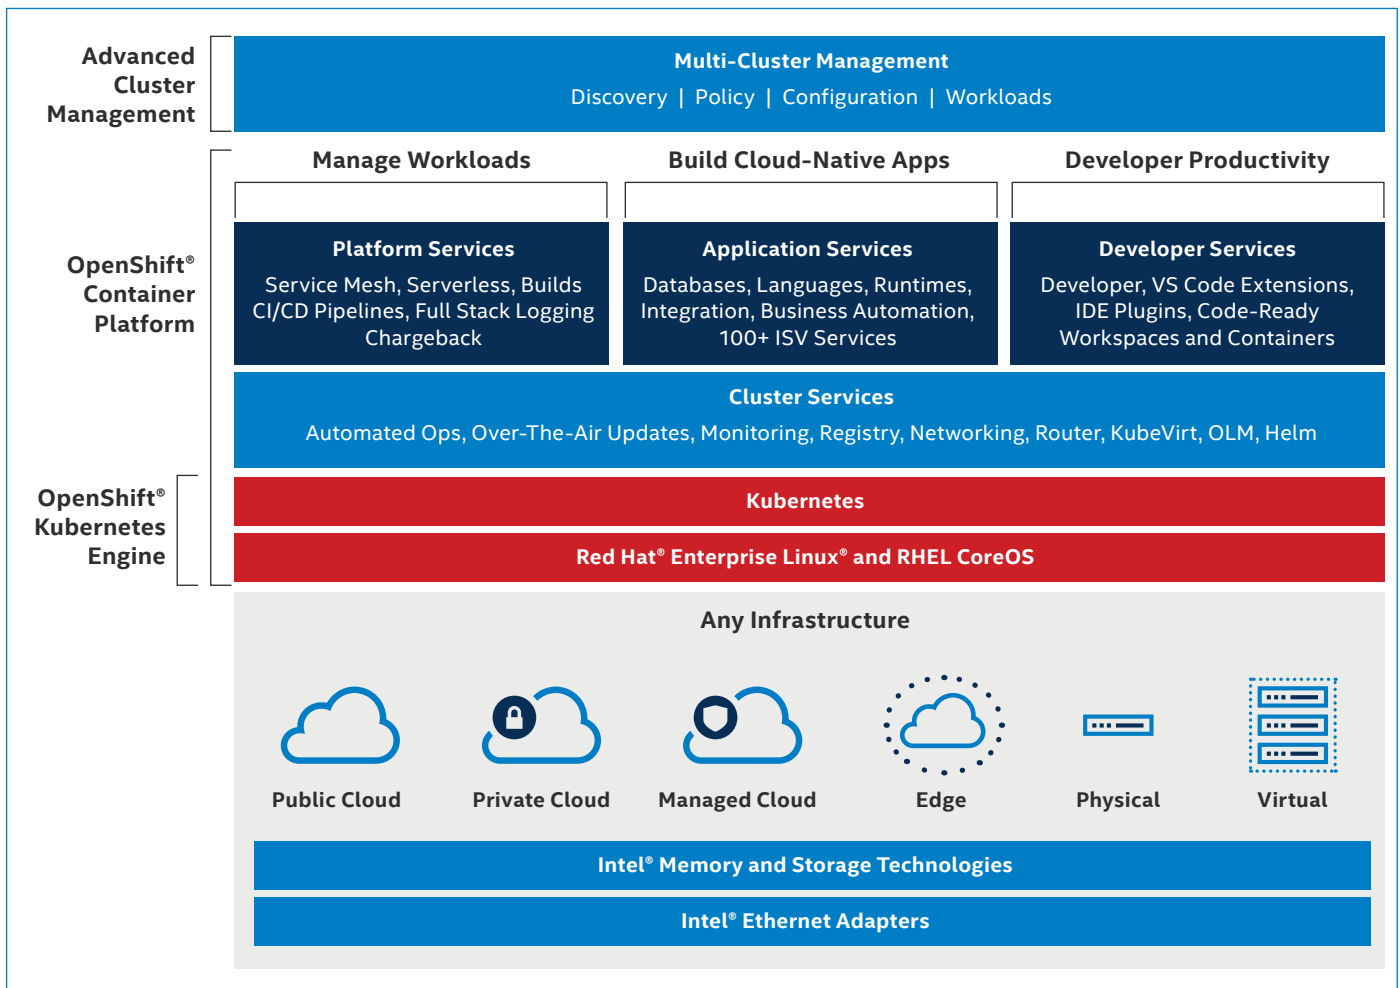 Advanced
Cluster
Management
Multi-Cluster Management
Discovery | Policy | Configuration | Workloads
OpenShift®
Container
Platform
Manage Workloads
Build Cloud-Native Apps
Developer Productivity
Platform Services
Service Mesh, Serverless, Builds
CI/CD Pipelines, Full Stack Logging
Chargeback
Application Services
Databases, Languages, Runtimes,
Integration, Business Automation,
100+ ISV Services
Developer Services
Developer, VS Code Extensions,
IDE Plugins, Code-Ready
Workspaces and Containers
Cluster Services
Automated Ops, Over-The-Air Updates, Monitoring, Registry, Networking, Router, KubeVirt, OLM, Helm
OpenShift®
Kubernetes
Engine
Kubernetes
Red Hat® Enterprise Linux® and RHEL CoreOS
Any Infrastructure
Public Cloud
Private Cloud
Managed Cloud
Edge
Physical
Virtual
Intel® Memory and Storage Technologies
Intel® Ethernet Adapters